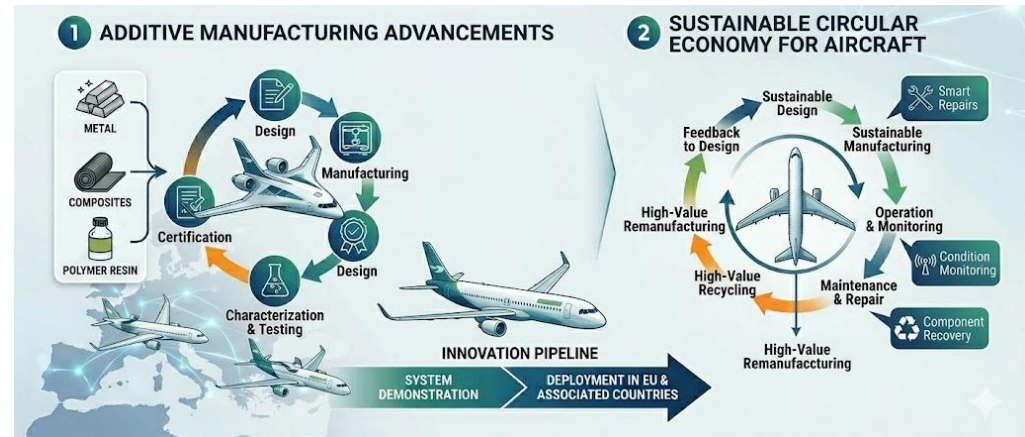 1 ADDITIVE MANUFACTURING ADVANCEMENTS
METAL
COMPOSITES
POLYMER RESIN
Design
Manufacturing
Design
Characterization
& Testing
Certification
INNOVATION PIPELINE
SYSTEM
DEMONSTRATION
DEPLOYMENT IN EU &
ASSOCIATED COUNTRIES
2 SUSTAINABLE CIRCULAR
ECONOMY FOR AIRCRAFT
Sustainable
Design
Smart
Repairs
Sustainable
Manufacturing
Operation
& Monitoring
Condition
Monitoring
Maintenance
& Repair
Component
Recovery
High-Value
Recycling
High-Value
Remanufacturing
Feedback
to Design
High-Value
Remanufaccturing